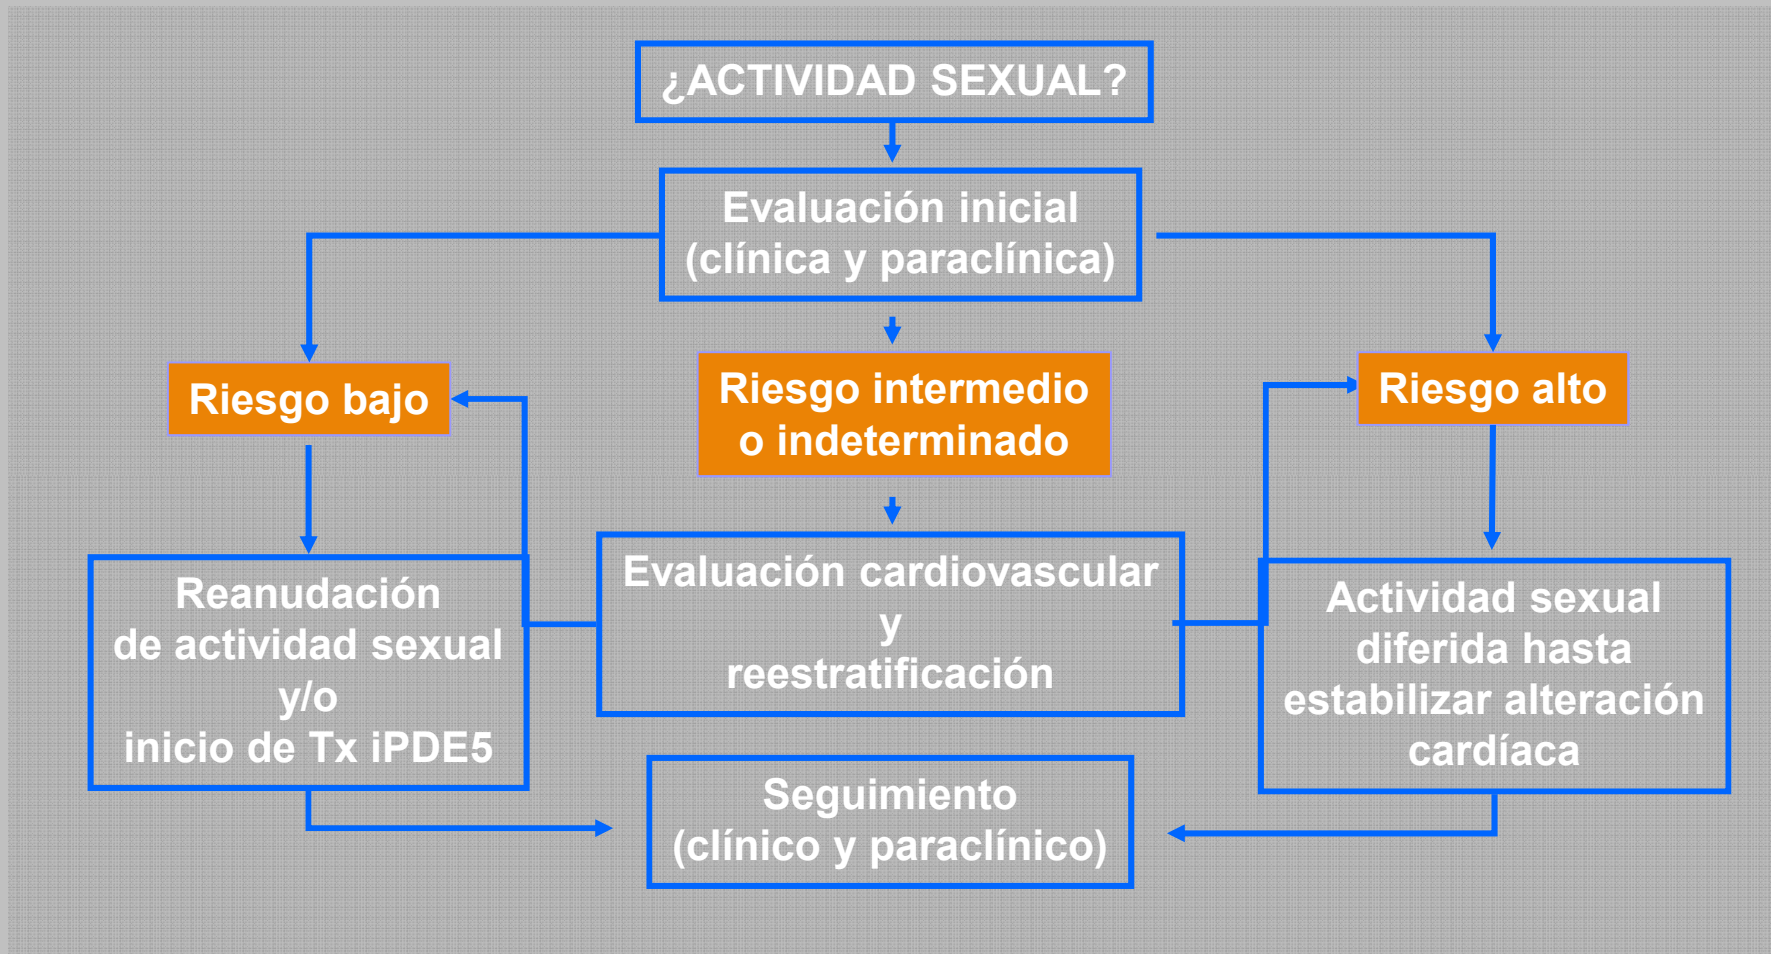 ¿ACTIVIDAD SEXUAL?
Evaluación inicial
(clínica y paraclínica)
Riesgo bajo
Riesgo intermedio
o indeterminado
Riesgo alto
Reanudación
de actividad sexual
y/o
inicio de Tx iPDE5
Evaluación cardiovascular
y
reestratificación
Actividad sexual
diferida hasta
estabilizar alteración
cardíaca
Seguimiento
(clínico y paraclínico)